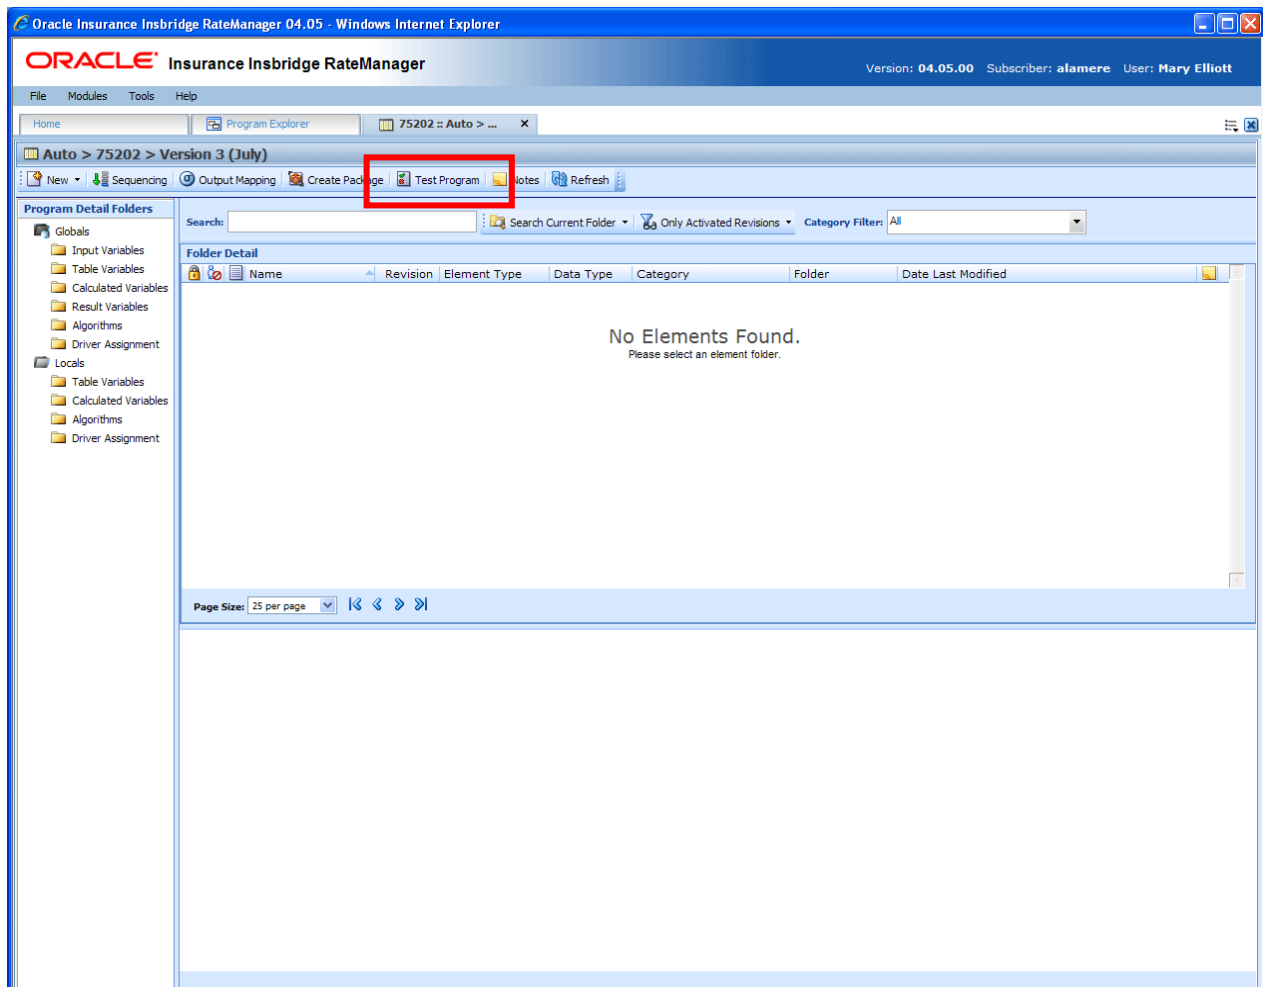 Oracle Insurance Insbridge RateManager 04.05 - Windows Internet Explorer
ORACLE Insurance Insbridge RateManager
Version: 04.05.00 Subscriber: alamere User: Mary Elliott
File Modules Tools Help
Home Program Explorer 75202 :: Auto > ...
Auto > 75202 > Version 3 (July)
New Sequencing Output Mapping Create Package Test Program Notes Refresh
Program Detail Folders
Globals
Input Variables
Table Variables
Calculated Variables
Result Variables
Algorithms
Driver Assignment
Locals
Table Variables
Calculated Variables
Algorithms
Driver Assignment
Search: Search Current Folder Only Activated Revisions Category Filter: All
Folder Detail
Name Revision Element Type Data Type Category Folder Date Last Modified
No Elements Found.
Please select an element folder.
Page Size: 25 per page